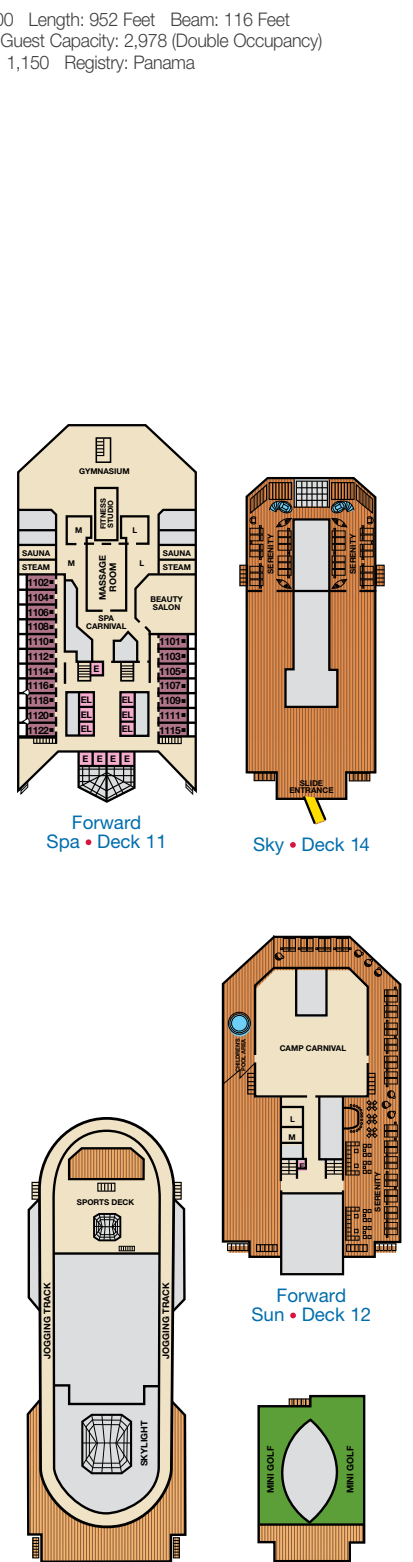 00 Length: 952 Feet Beam: 116 Feet
Guest Capacity: 2,978 (Double Occupancy)
1,150 Registry: Panama
GYMNASIUM
FITNESS
STUDIO
M
L
SAUNA
STEAM
M
MASSAGE
ROOM
L
SAUNA
STEAM
BEAUTY
SALON
SPA
CARNIVAL
1102
1104
1106
1108
1110
1112
1114
1116
1118
1120
1122
1101
1103
1105
1107
1109
1111
1115
E
EL
EL
EL
EL
EL
EL
E E E E
Forward
Spa • Deck 11
SERENITY
SERENITY
SLIDE
ENTRANCE
Sky • Deck 14
CAMP CARNIVAL
CHILDREN'S
POOL AREA
L
M
E
SERENITY
Forward
Sun • Deck 12
SPORTS DECK
JOGGING TRACK
JOGGING TRACK
SKYLIGHT
MINI GOLF
MINI GOLF